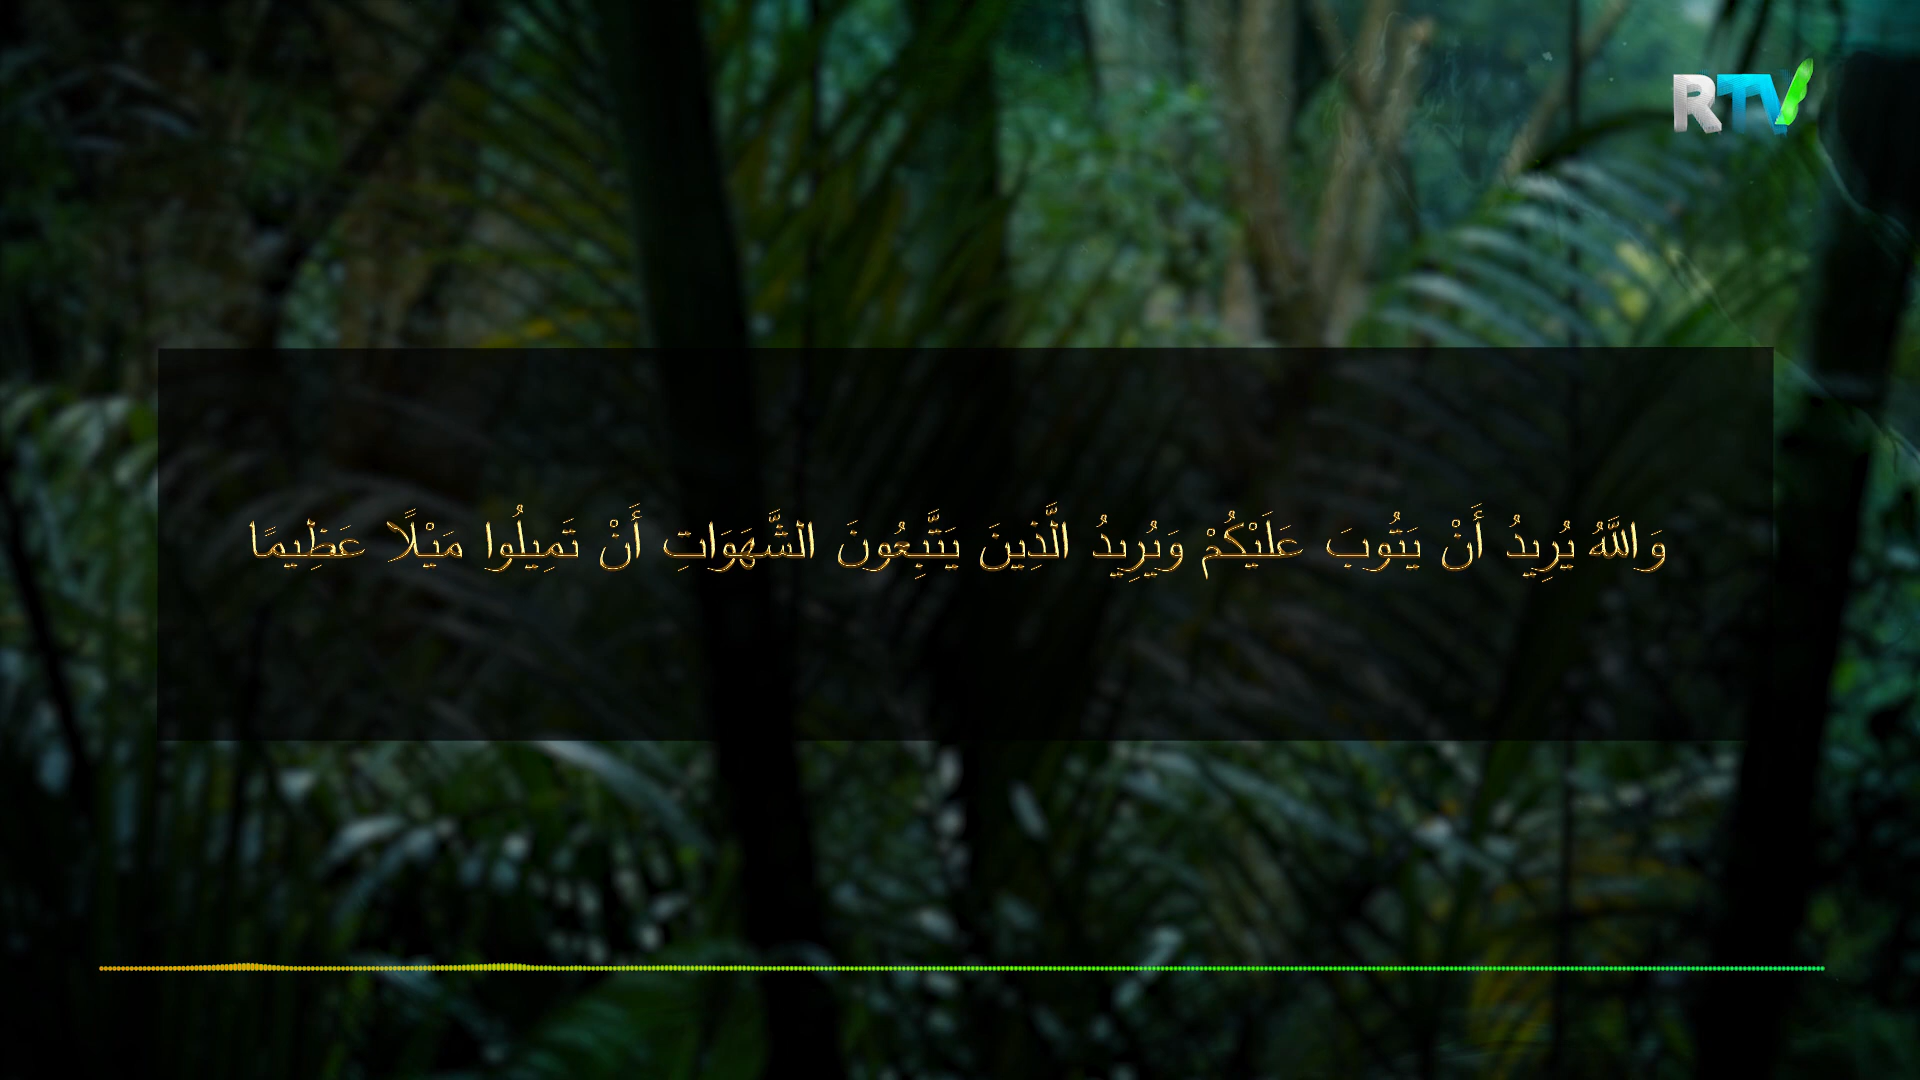 RTV
وَاللَّهُ يُرِيدُ أَنْ يَتُوبَ عَلَيْكُمْ وَيُرِيدُ الَّذِينَ يَتَّبِعُونَ الشَّهَوَاتِ أَنْ تَمِيلُوا مَيْلًا عَظِيمًا